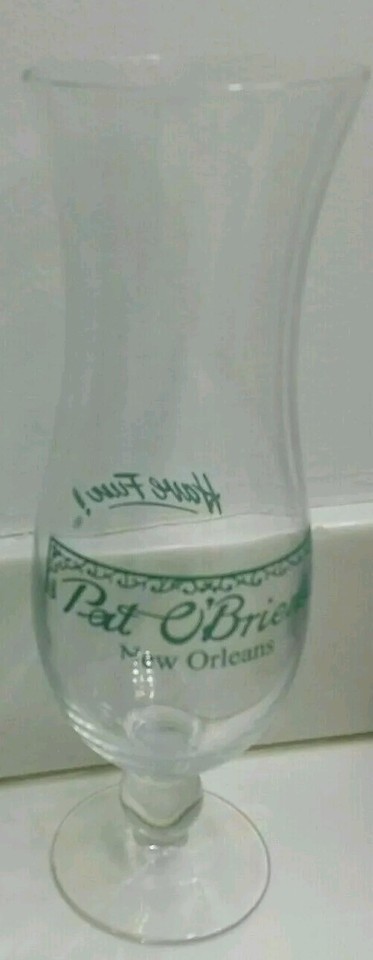 Have Fun!
Pat O'Brien
New Orleans